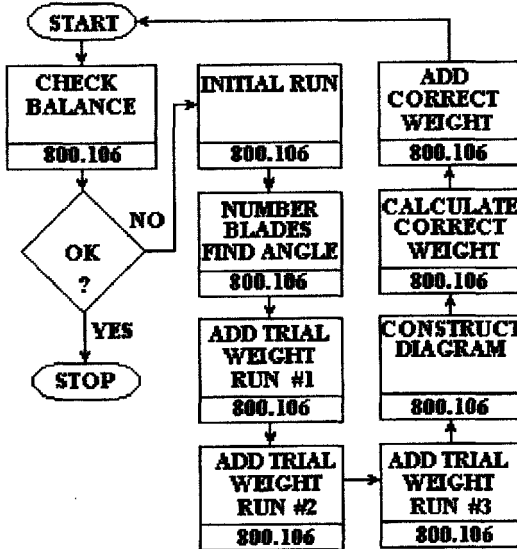 START
CHECK
BALANCE
800.106
OK
?
NO
YES
STOP
INITIAL RUN
800.106
NUMBER
BLADES
FIND ANGLE
800.106
ADD TRIAL
WEIGHT
RUN #1
800.106
ADD TRIAL
WEIGHT
RUN #2
800.106
ADD TRIAL
WEIGHT
RUN #3
800.106
CONSTRUCT
DIAGRAM
800.106
CALCULATE
CORRECT
WEIGHT
800.106
ADD
CORRECT
WEIGHT
800.106